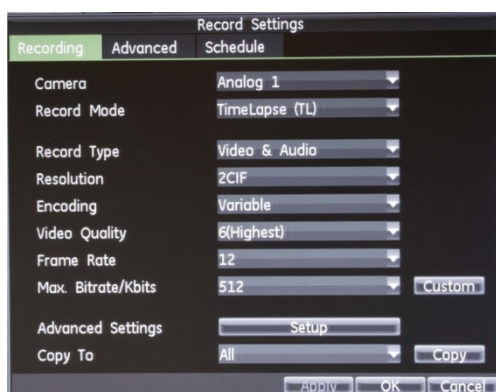 Record Settings
Recording Advanced Schedule
Camera Analog 1
Record Mode TimeLapse (TL)
Record Type Video & Audio
Resolution 2CIF
Encoding Variable
Video Quality 6(Highest)
Frame Rate 12
Max. Bitrate/Kbits 512 Custom
Advanced Settings Setup
Copy To All Copy
Apply OK Cancel